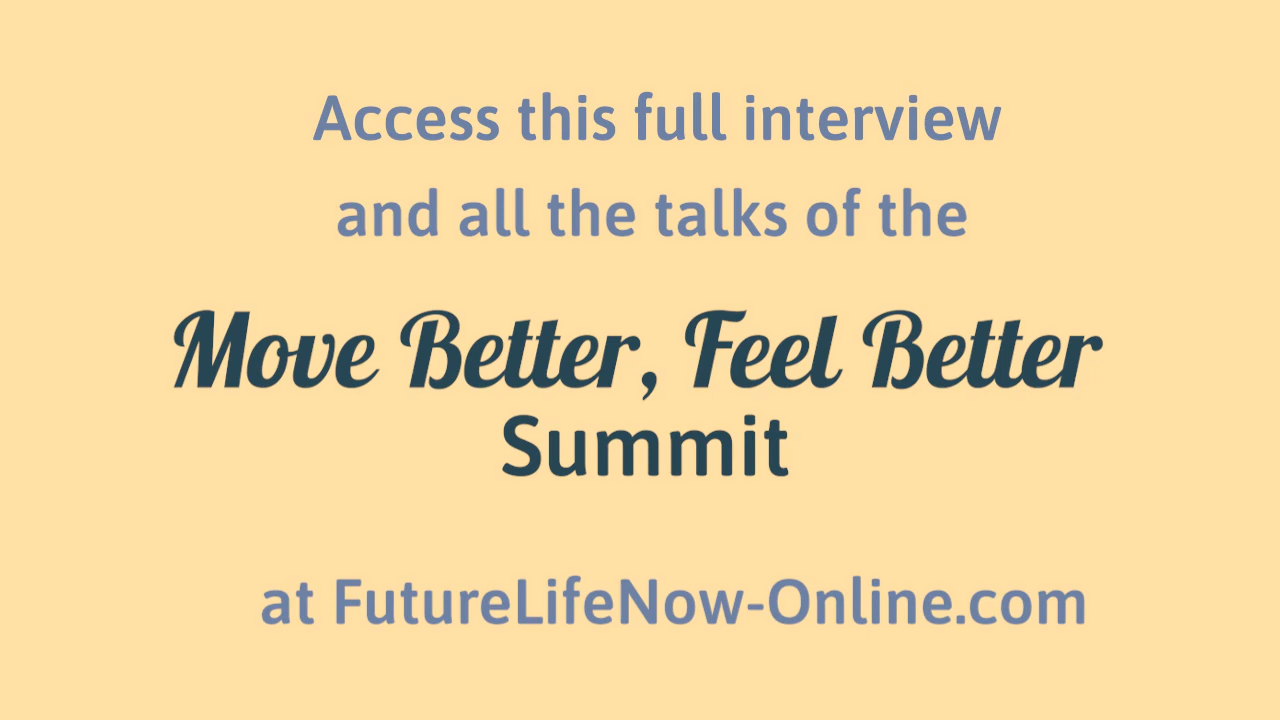 Access this full interview
and all the talks of the
Move Better, Feel Better
Summit
at FutureLifeNow-Online.com